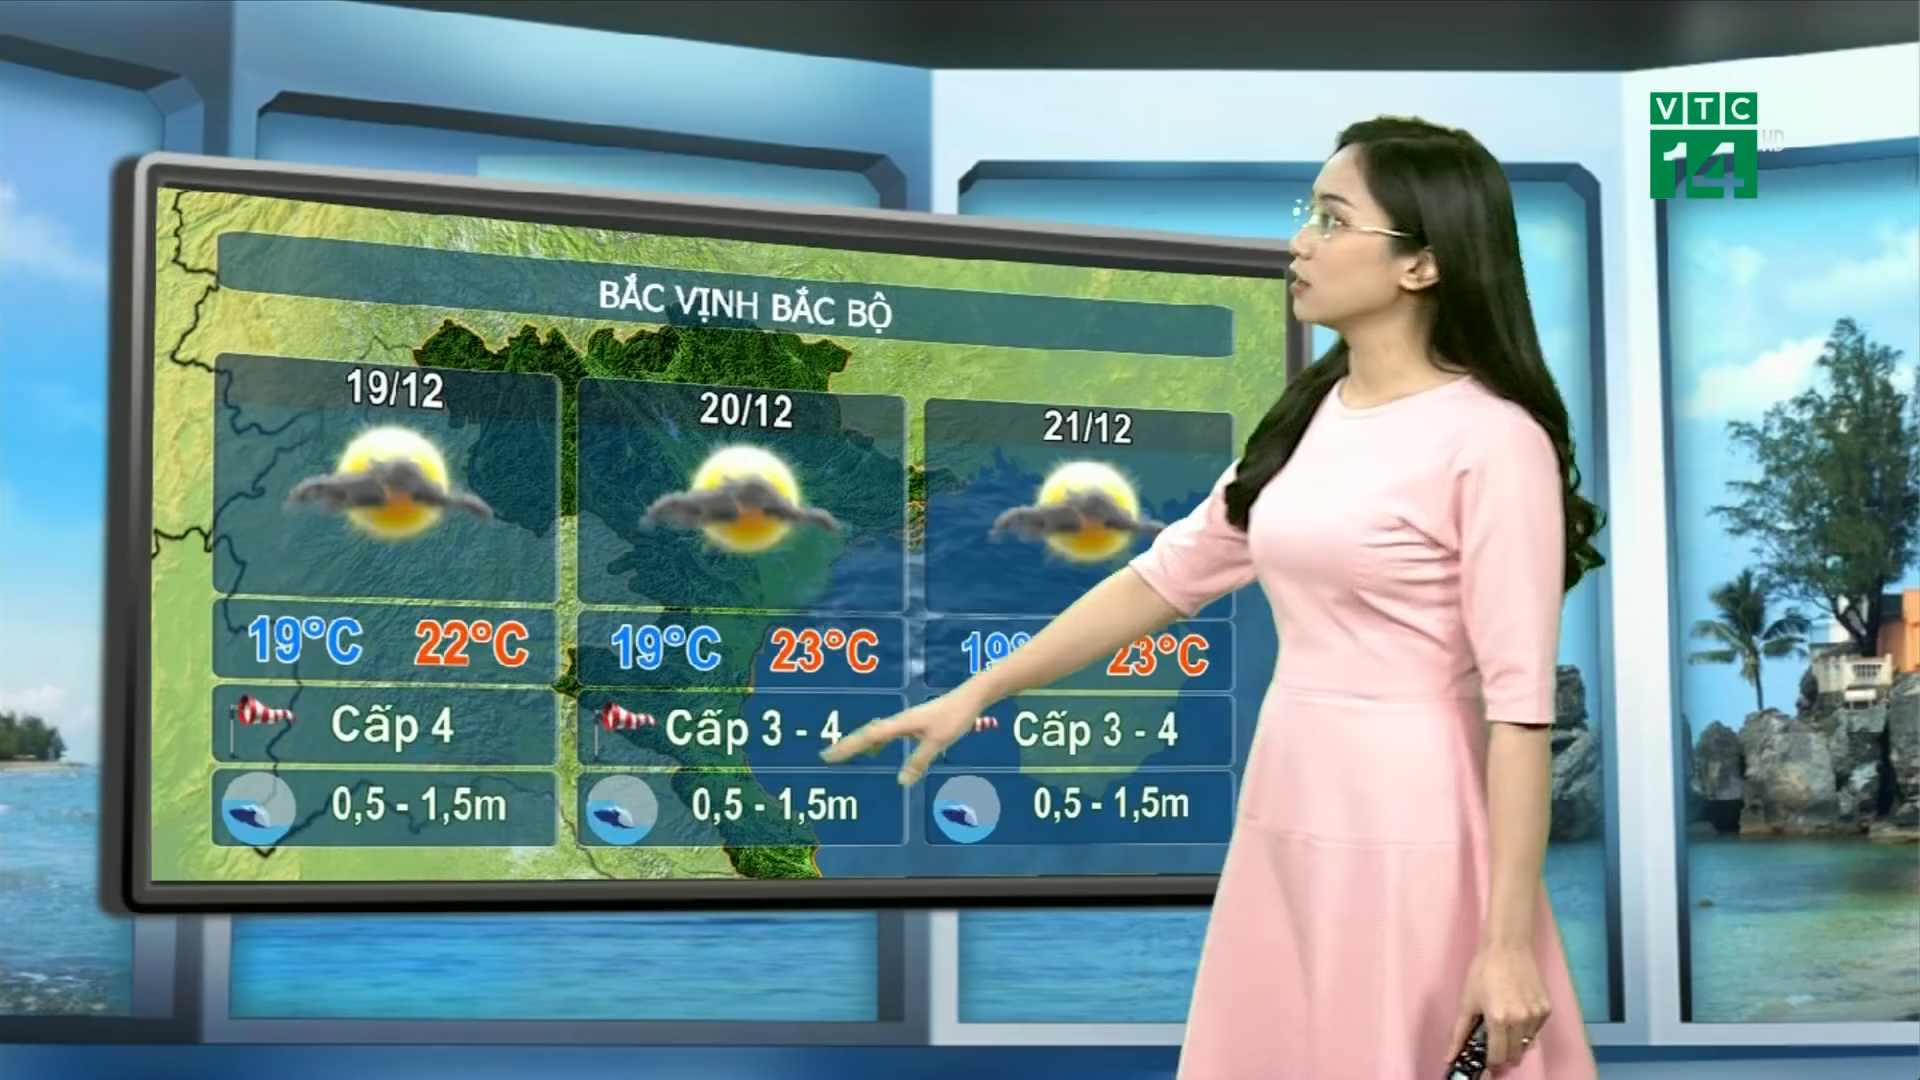 VTC
14
HD
BẮC VỊNH BẮC BỘ
19/12
20/12
21/12
19°C 22°C
19°C 23°C
23°C
Cấp 4
Cấp 3 - 4
Cấp 3 - 4
0,5 - 1,5m
0,5 - 1,5m
0,5 - 1,5m